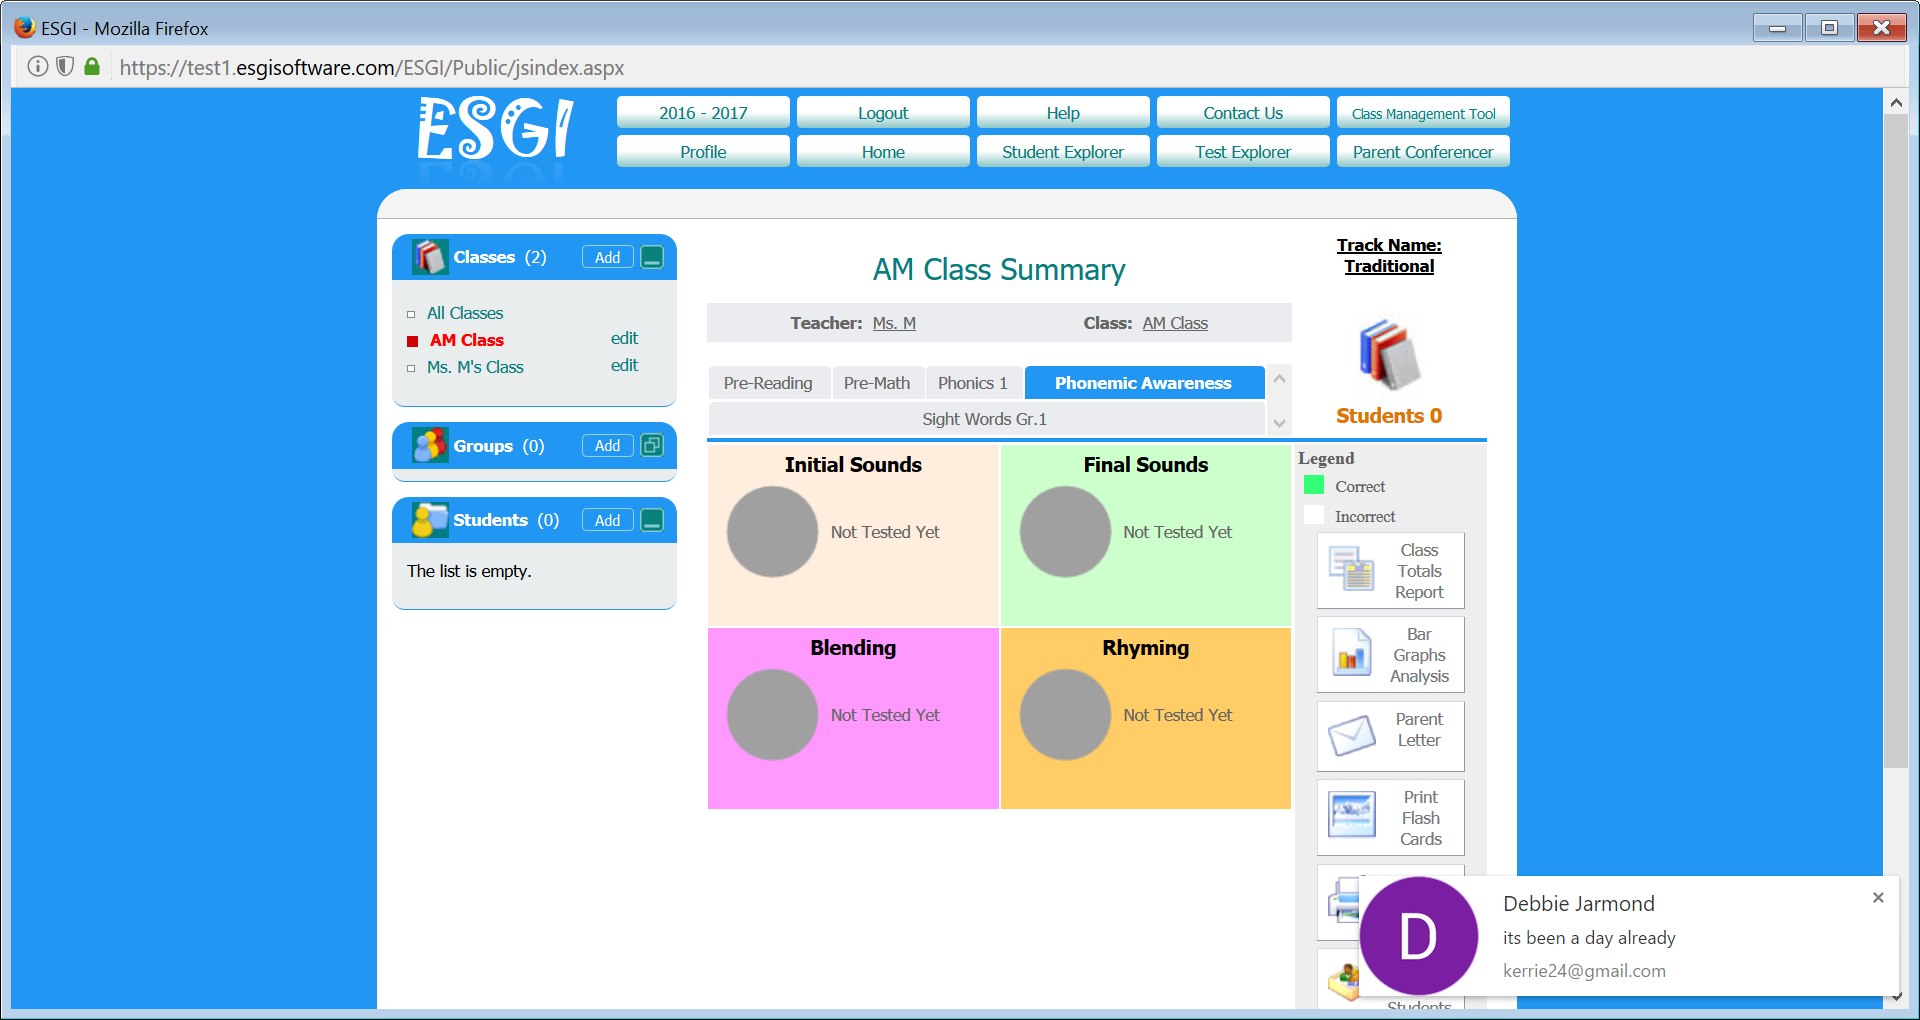 ESGI - Mozilla Firefox
https://test1.esgisoftware.com/ESGI/Public/jsindex.aspx
ESGI
2016 - 2017
Logout
Help
Contact Us
Class Management Tool
Profile
Home
Student Explorer
Test Explorer
Parent Conferencer
Classes (2)
Add
All Classes
AM Class
edit
Ms. M's Class
edit
Groups (0)
Add
Students (0)
Add
The list is empty.
AM Class Summary
Teacher: Ms. M
Class: AM Class
Pre-Reading
Pre-Math
Phonics 1
Phonemic Awareness
Sight Words Gr.1
Track Name:
Traditional
Students 0
Initial Sounds
Not Tested Yet
Final Sounds
Not Tested Yet
Blending
Not Tested Yet
Rhyming
Not Tested Yet
Legend
Correct
Incorrect
Class
Totals
Report
Bar
Graphs
Analysis
Parent
Letter
Print
Flash
Cards
Students
D
Debbie Jarmond
its been a day already
kerrie24@gmail.com